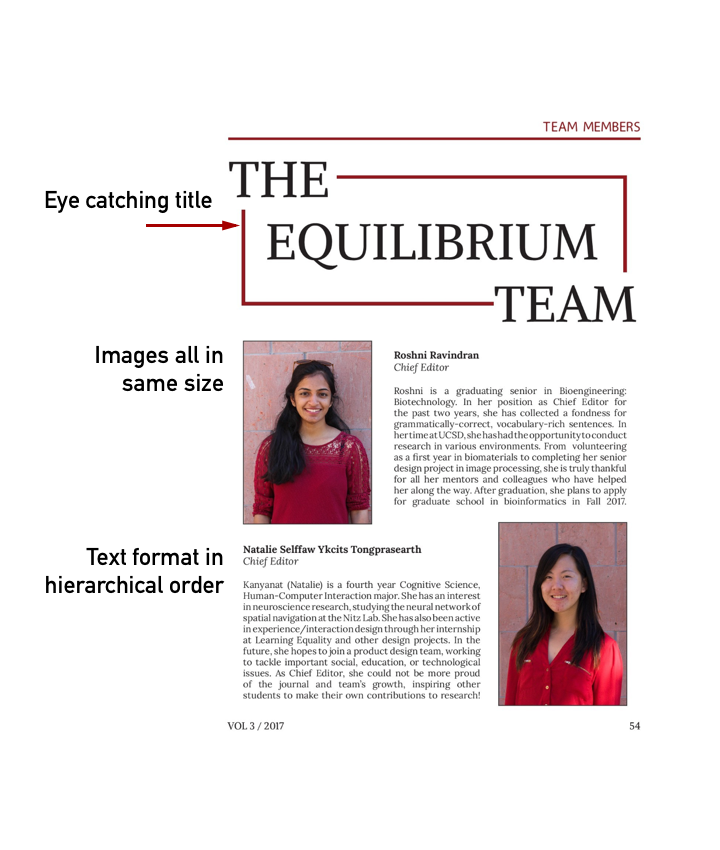 TEAM MEMBERS
THE
Eye catching title
EQUILIBRIUM
TEAM
Images all in
same size
Roshni Ravindran
Chief Editor
Roshni is a graduating senior in Bioengineering:
Biotechnology. In her position as Chief Editor for
the past two years, she has collected a fondness for
grammatically-correct, vocabulary-rich sentences. In
her time at UCSD, she has had the opportunity to conduct
research in various environments. From volunteering
as a first year in biomaterials to completing her senior
design project in image processing, she is truly thankful
for all her mentors and colleagues who have helped
her along the way. After graduation, she plans to apply
for graduate school in bioinformatics in Fall 2017.
Text format in
hierarchical order
Natalie Selffaw Ykcits Tongprasearth
Chief Editor
Kanyanat (Natalie) is a fourth year Cognitive Science,
Human-Computer Interaction major. She has an interest
in neuroscience research, studying the neural network of
spatial navigation at the Nitz Lab. She has also been active
in experience/interaction design through her internship
at Learning Equality and other design projects. In the
future, she hopes to join a product design team, working
to tackle important social, education, or technological
issues. As Chief Editor, she could not be more proud
of the journal and team's growth, inspiring other
students to make their own contributions to research!
VOL 3 / 2017
54